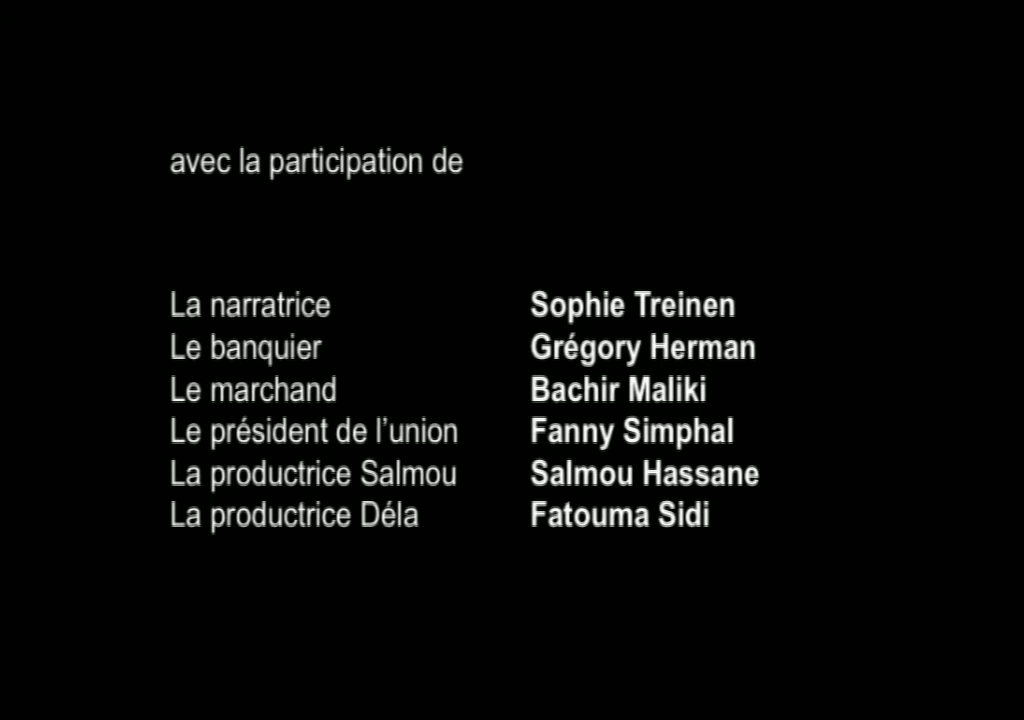 avec la participation de
La narratrice Sophie Treinen
Le banquier Grégory Herman
Le marchand Bachir Maliki
Le président de l’union Fanny Simphal
La productrice Salmou Salmou Hassane
La productrice Déla Fatouma Sidi